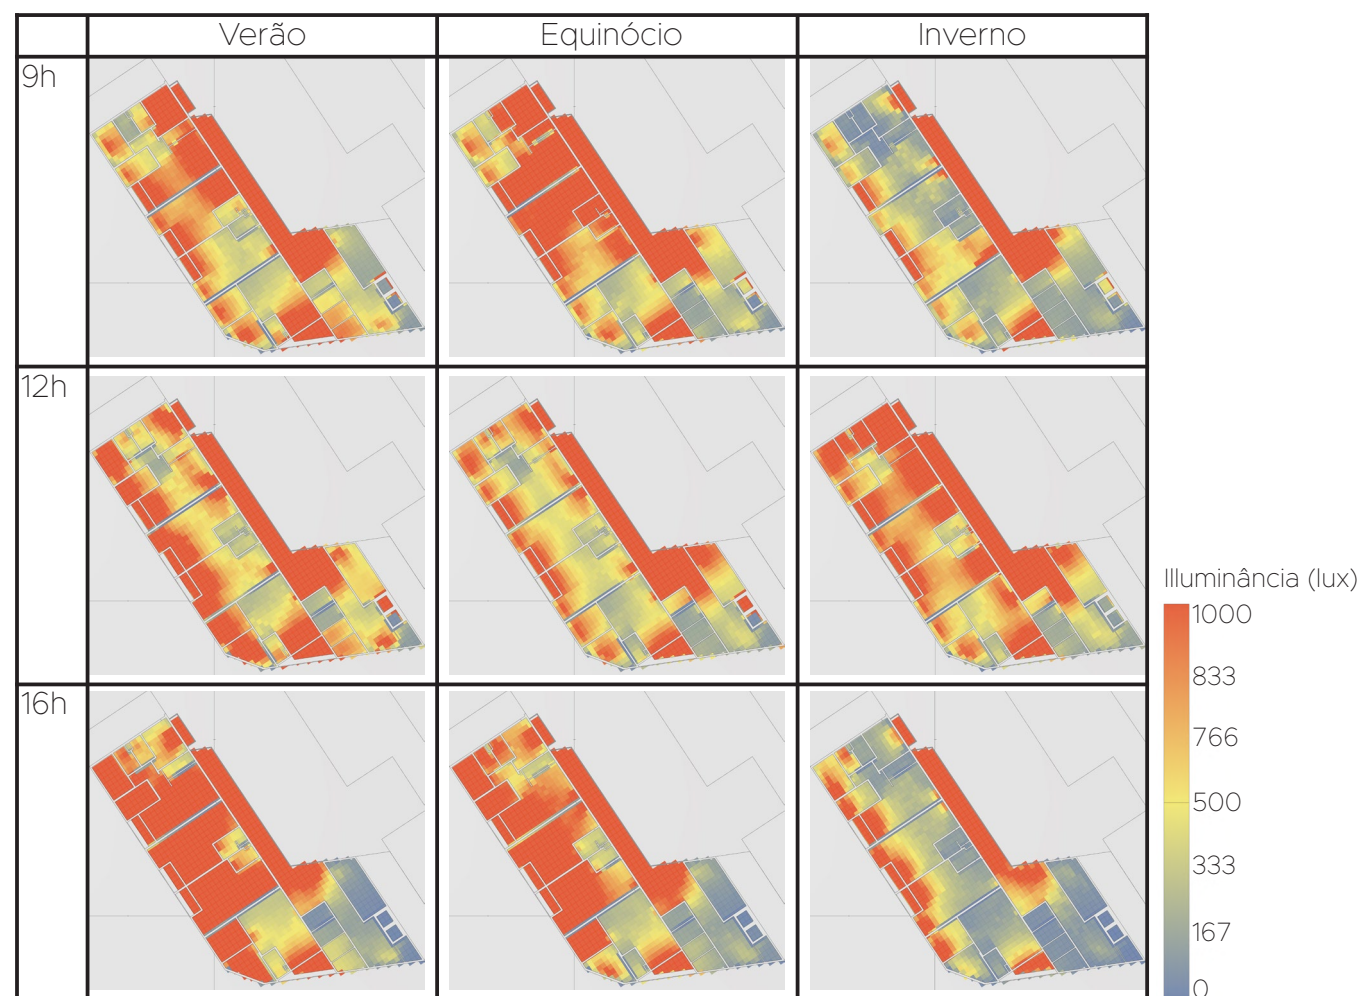 Verão
Equinócio
Inverno
9h
12h
16h
Illuminância (lux)
1000
833
766
500
333
167
0